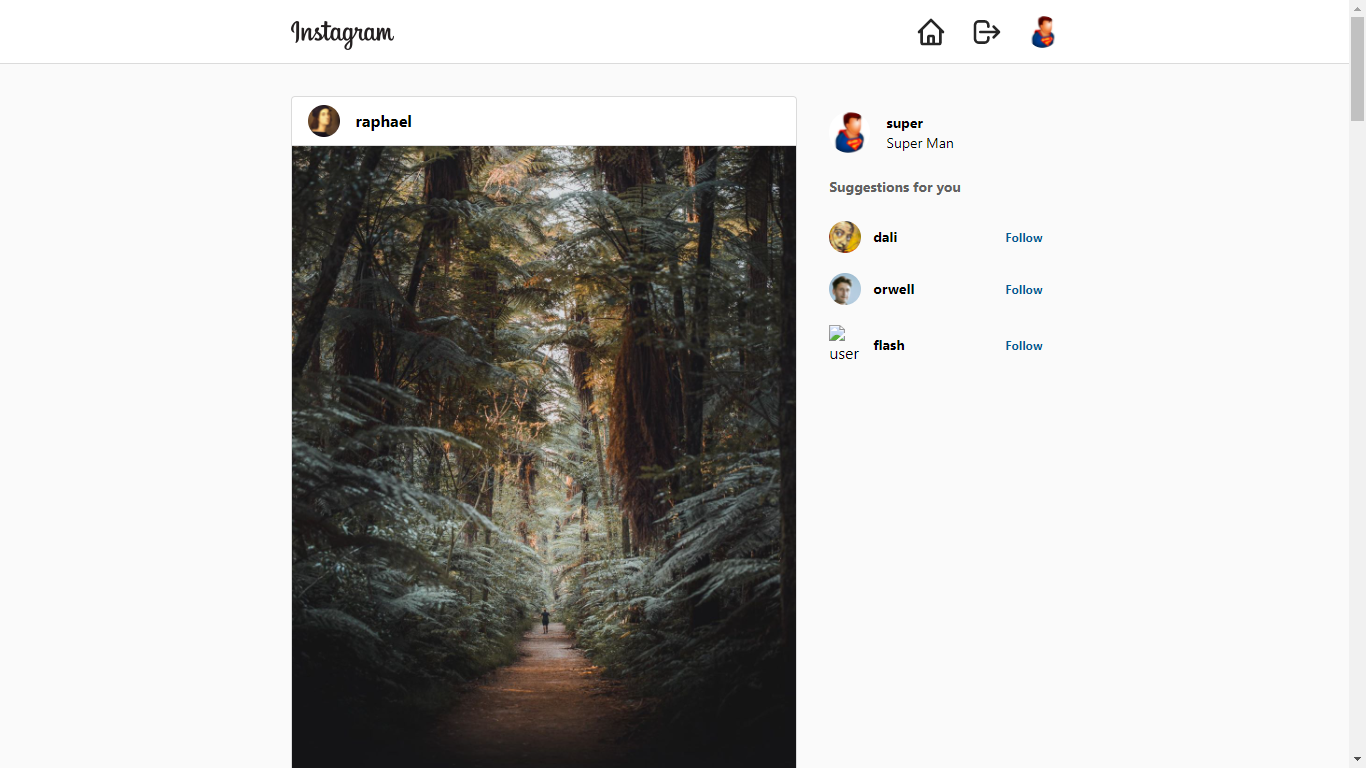 Instagram
raphael
super
Super Man
Suggestions for you
dali Follow
orwell Follow
user flash Follow